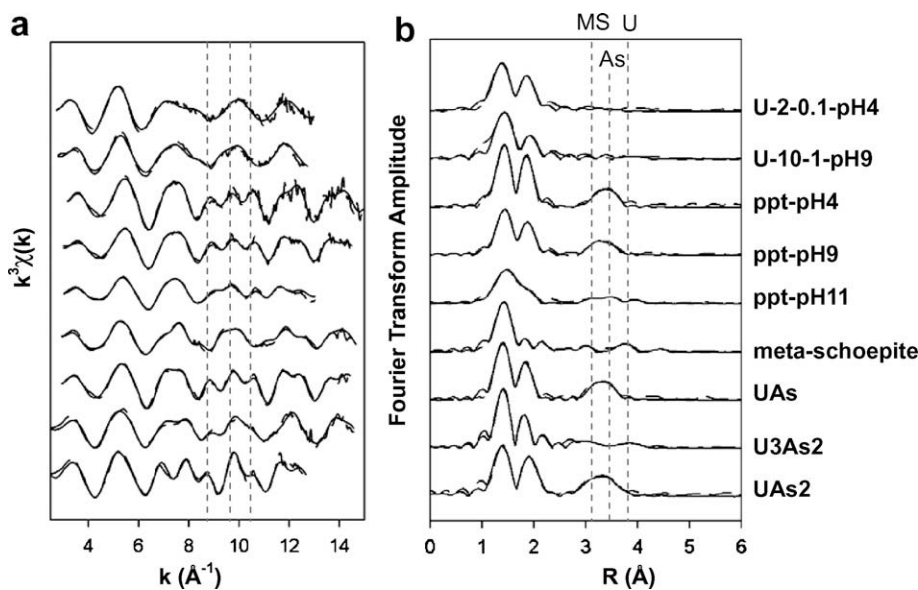 a
k³χ(k)
4 6 8 10 12 14
k (Å⁻¹)
b
MS U
As
Fourier Transform Amplitude
U-2-0.1-pH4
U-10-1-pH9
ppt-pH4
ppt-pH9
ppt-pH11
meta-schoepite
UAs
U3As2
UAs2
0 1 2 3 4 5 6
R (Å)